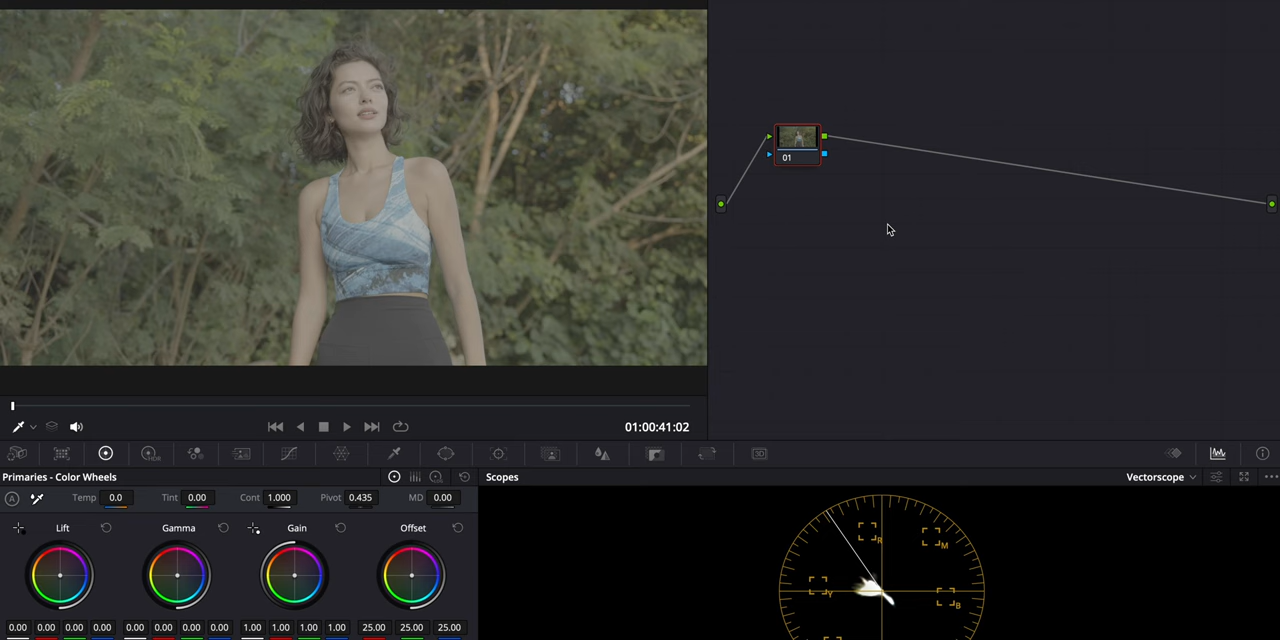 01
01:00:41:02
HDR
3D
Primaries - Color Wheels
Scopes
Vectorscope
A
Temp 0.0 Tint 0.00 Cont 1.000 Pivot 0.435 MD 0.00
Lift Gamma Gain Offset
0.00 0.00 0.00 0.00 0.00 0.00 0.00 0.00 1.00 1.00 1.00 1.00 25.00 25.00 25.00
R
M
Y
B